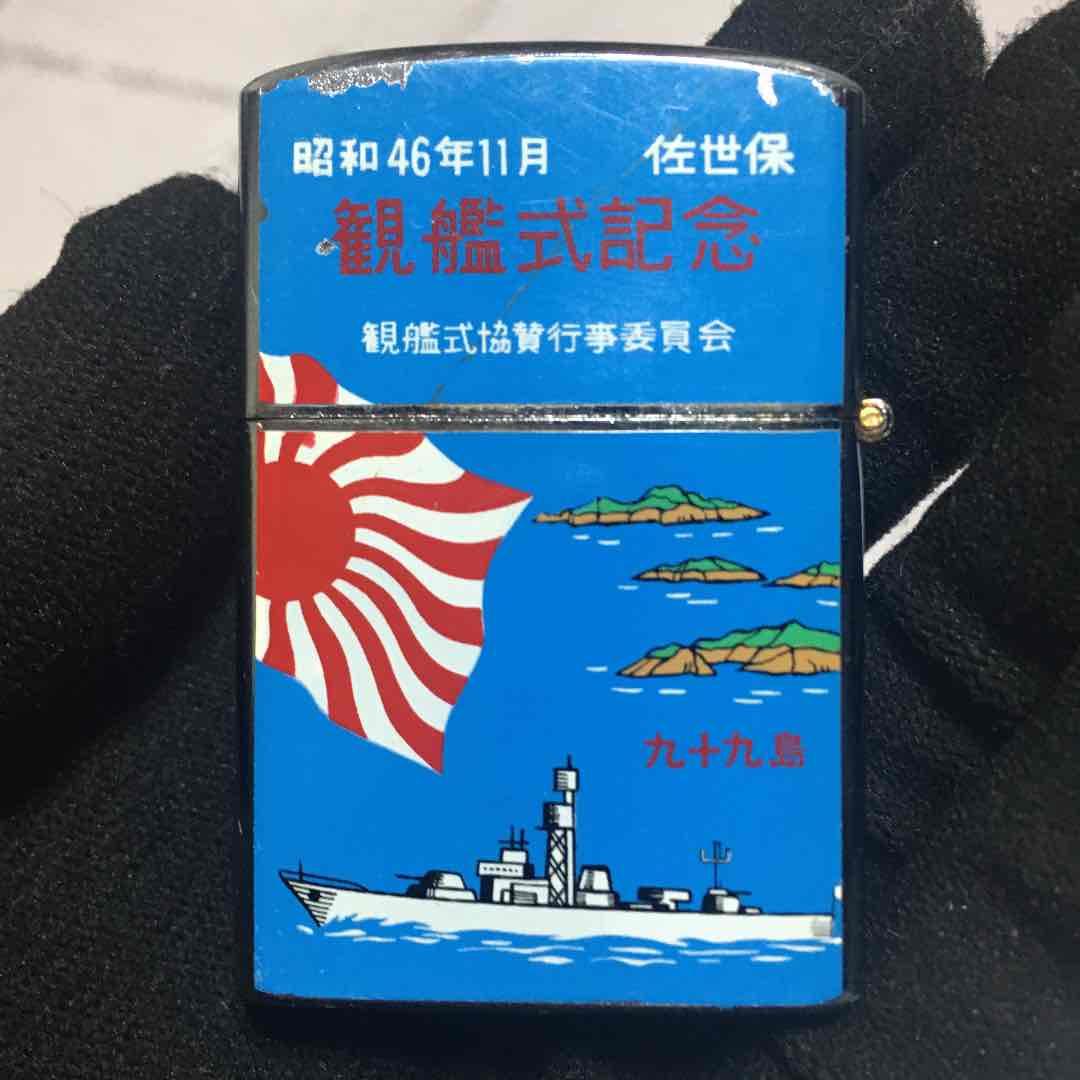 昭和46年11月 佐世保
観艦式記念
観艦式協賛行事委員会
九十九島